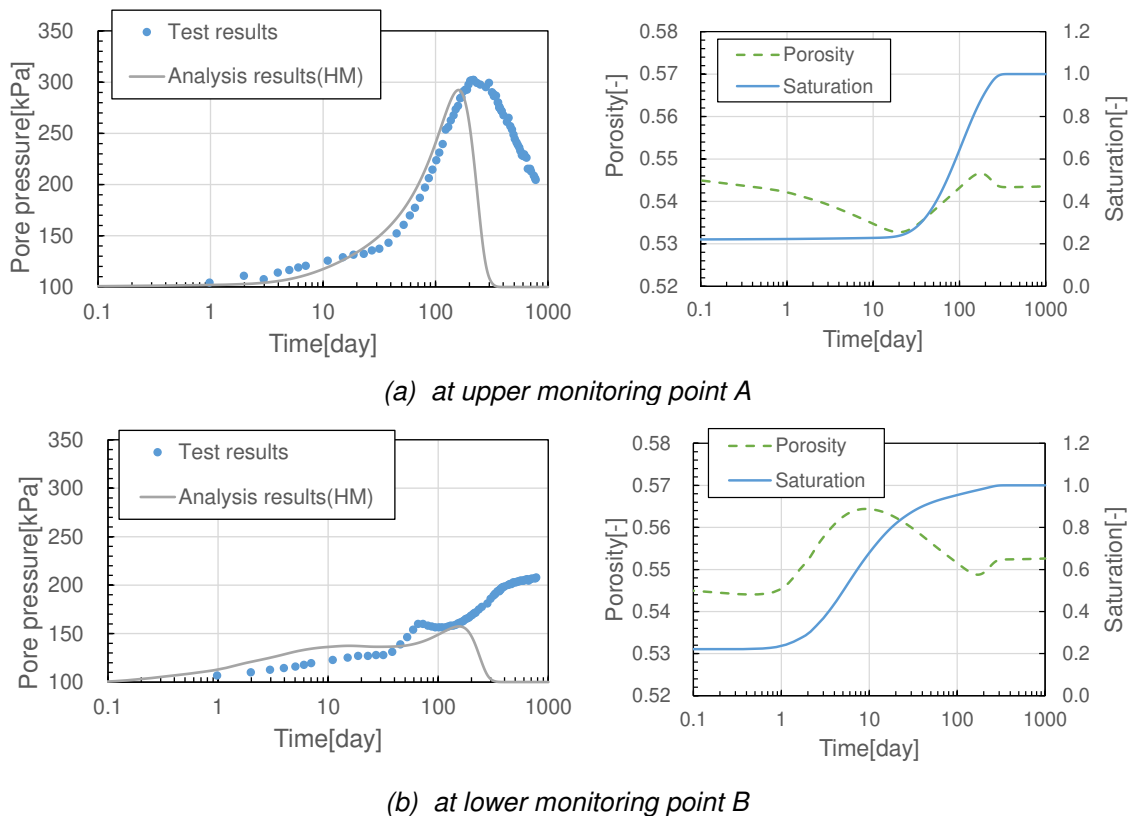 350
300
250
200
150
100
Pore pressure[kPa]
Test results
Analysis results(HM)
0.1 1 10 100 1000
Time[day]
0.58
0.57
0.56
0.55
0.54
0.53
0.52
Porosity[-]
Porosity
Saturation
1.2
1.0
0.8
0.6
0.4
0.2
0.0
Saturation[-]
0.1 1 10 100 1000
Time[day]
(a) at upper monitoring point A
350
300
250
200
150
100
Pore pressure[kPa]
Test results
Analysis results(HM)
0.1 1 10 100 1000
Time[day]
0.58
0.57
0.56
0.55
0.54
0.53
0.52
Porosity[-]
Porosity
Saturation
1.2
1.0
0.8
0.6
0.4
0.2
0.0
Saturation[-]
0.1 1 10 100 1000
Time[day]
(b) at lower monitoring point B